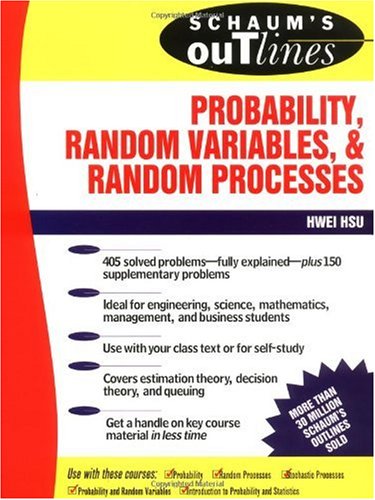 Copyrighted Material
SCHAUM'S
ouTlines
PROBABILITY,
RANDOM VARIABLES, &
RANDOM PROCESSES
HWEI HSU
405 solved problems—fully explained—plus 150
supplementary problems
Ideal for engineering, science, mathematics,
management, and business students
Use with your class text or for self-study
Covers estimation theory, decision
theory, and queuing
Get a handle on key course
material in less time
MORE THAN
30 MILLION
SCHAUM'S
OUTLINES
SOLD
Use with these courses: Probability Random Processes Stochastic Processes
Probability and Random Variables Introduction to Probability and Statistics
Copyrighted Material